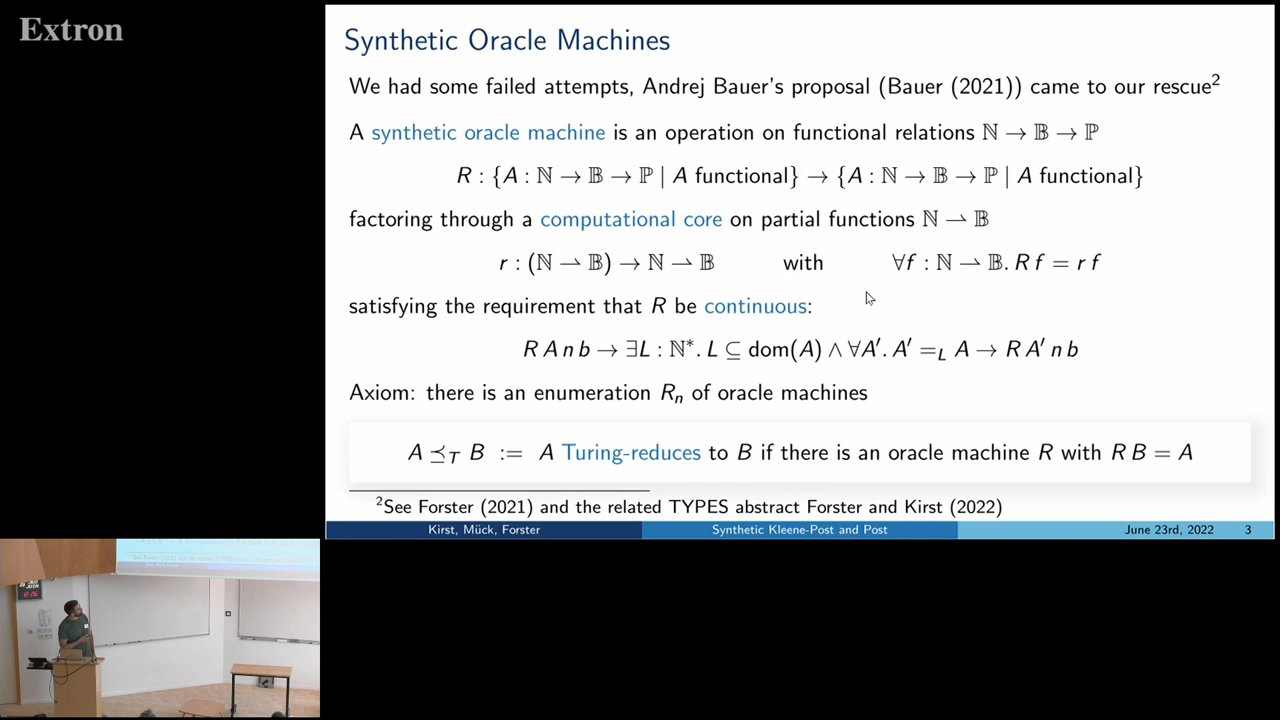 Extron
Synthetic Oracle Machines
We had some failed attempts, Andrej Bauer's proposal (Bauer (2021)) came to our rescue²
A synthetic oracle machine is an operation on functional relations ℕ → 𝔹 → ℙ
R : {A : ℕ → 𝔹 → ℙ | A functional} → {A : ℕ → 𝔹 → ℙ | A functional}
factoring through a computational core on partial functions ℕ ⇀ 𝔹
r : (ℕ ⇀ 𝔹) → ℕ ⇀ 𝔹 with ∀f : ℕ ⇀ 𝔹. R f = r f
satisfying the requirement that R be continuous:
R A n b → ∃L : ℕ*. L ⊆ dom(A) ∧ ∀A′. A′ =_L A → R A′ n b
Axiom: there is an enumeration Rₙ of oracle machines
A ⪯_T B := A Turing-reduces to B if there is an oracle machine R with R B = A
²See Forster (2021) and the related TYPES abstract Forster and Kirst (2022)
Kirst, Mück, Forster Synthetic Kleene-Post and Post June 23rd, 2022 3